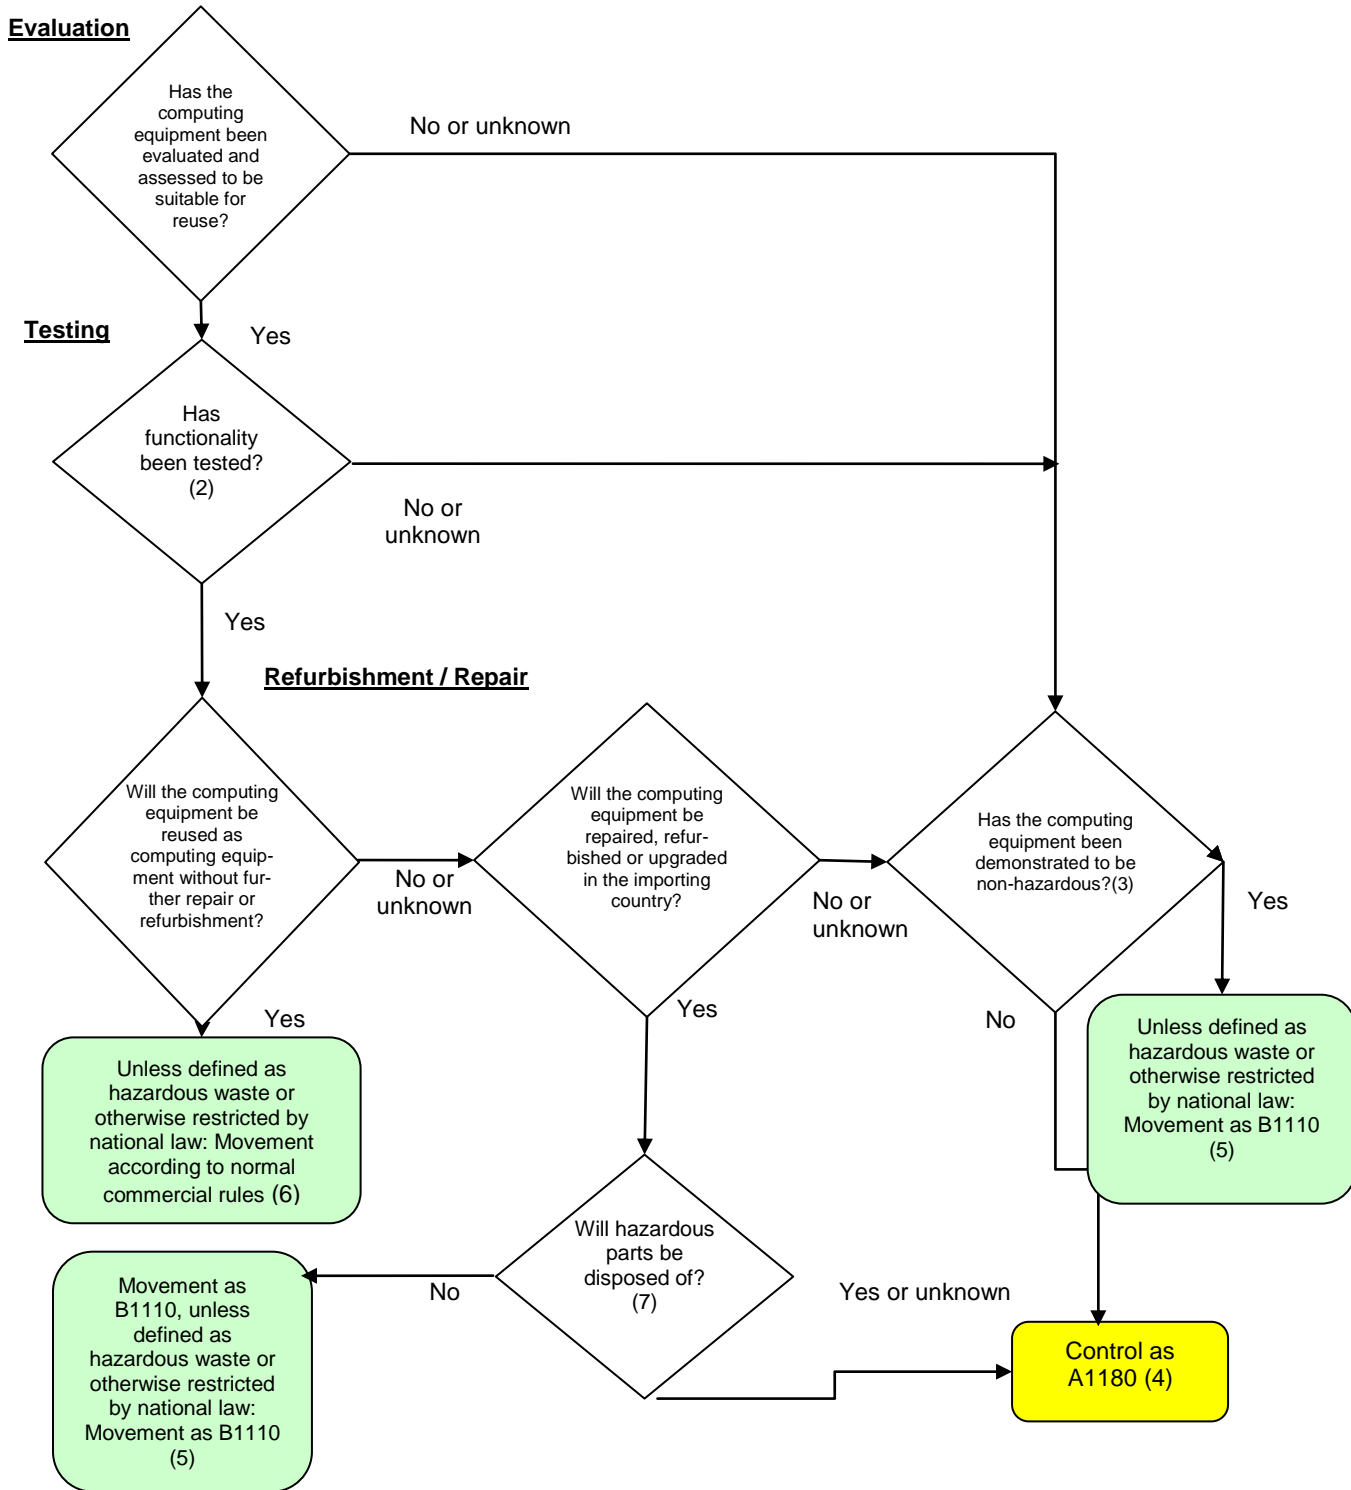 Evaluation
Has the
computing
equipment been
evaluated and
assessed to be
suitable for
reuse?
No or unknown
Yes
Testing
Has
functionality
been tested?
(2)
No or
unknown
Yes
Refurbishment / Repair
Will the computing
equipment be
reused as
computing equip-
ment without fur-
ther repair or
refurbishment?
No or
unknown
Will the computing
equipment be
repaired, refur-
bished or upgraded
in the importing
country?
No or
unknown
Has the computing
equipment been
demonstrated to be
non-hazardous?(3)
Yes
Yes
Yes
No
Unless defined as
hazardous waste or
otherwise restricted by
national law: Movement
according to normal
commercial rules (6)
Unless defined as
hazardous waste or
otherwise restricted
by national law:
Movement as B1110
(5)
Will hazardous
parts be
disposed of?
(7)
No
Yes or unknown
Movement as
B1110, unless
defined as
hazardous waste or
otherwise restricted
by national law:
Movement as B1110
(5)
Control as
A1180 (4)